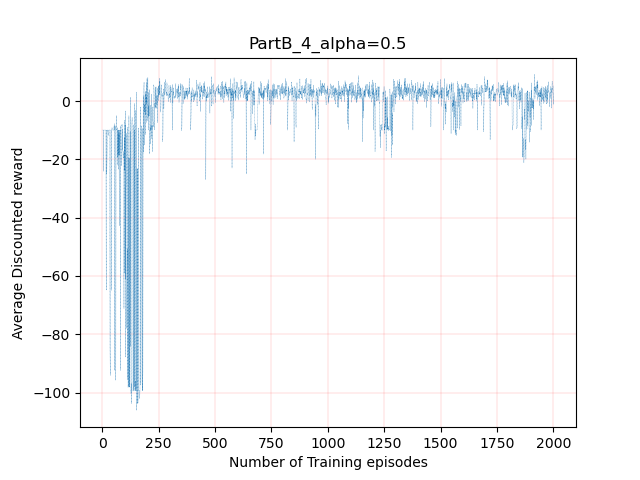 PartB_4_alpha=0.5
Average Discounted reward
0
−20
−40
−60
−80
−100
0 250 500 750 1000 1250 1500 1750 2000
Number of Training episodes